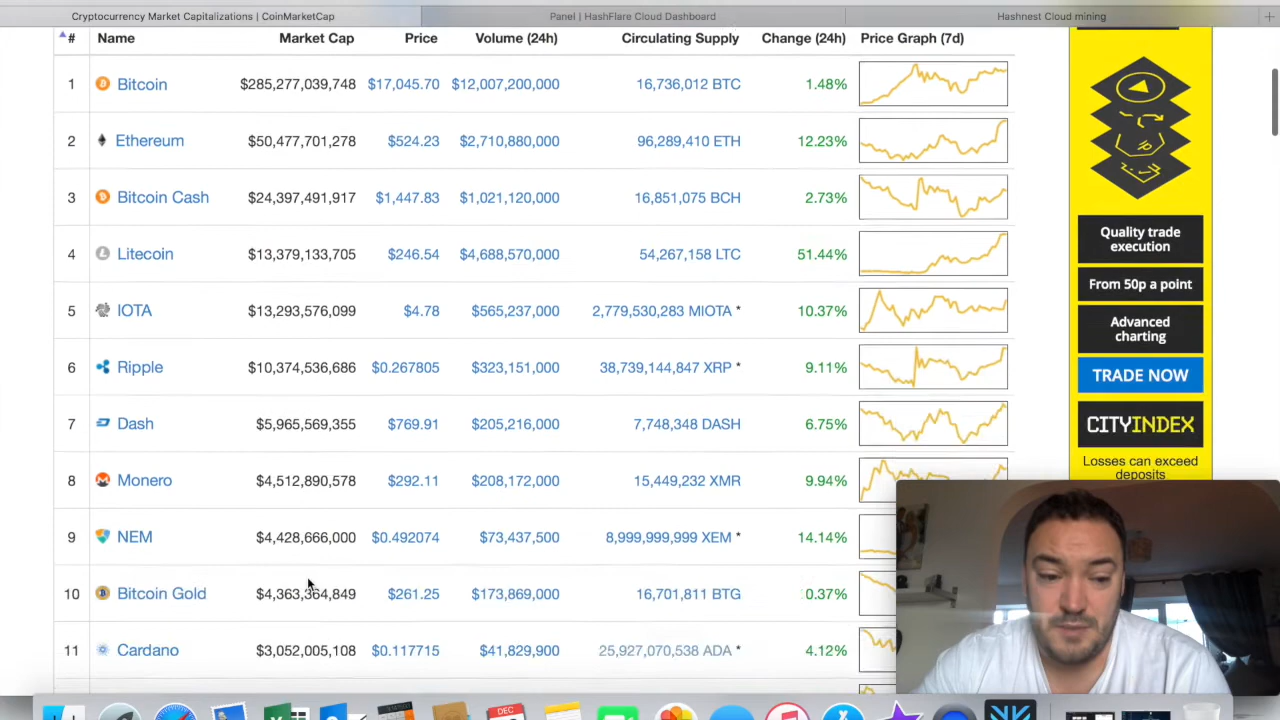 Cryptocurrency Market Capitalizations | CoinMarketCap Panel | HashFlare Cloud Dashboard Hashnest Cloud mining
# Name Market Cap Price Volume (24h) Circulating Supply Change (24h) Price Graph (7d)
1 Bitcoin $285,277,039,748 $17,045.70 $12,007,200,000 16,736,012 BTC 1.48%
2 Ethereum $50,477,701,278 $524.23 $2,710,880,000 96,289,410 ETH 12.23%
3 Bitcoin Cash $24,397,491,917 $1,447.83 $1,021,120,000 16,851,075 BCH 2.73%
4 Litecoin $13,379,133,705 $246.54 $4,688,570,000 54,267,158 LTC 51.44%
5 IOTA $13,293,576,099 $4.78 $565,237,000 2,779,530,283 MIOTA * 10.37%
6 Ripple $10,374,536,686 $0.267805 $323,151,000 38,739,144,847 XRP * 9.11%
7 Dash $5,965,569,355 $769.91 $205,216,000 7,748,348 DASH 6.75%
8 Monero $4,512,890,578 $292.11 $208,172,000 15,449,232 XMR 9.94%
9 NEM $4,428,666,000 $0.492074 $73,437,500 8,999,999,999 XEM * 14.14%
10 Bitcoin Gold $4,363,364,849 $261.25 $173,869,000 16,701,811 BTG 0.37%
11 Cardano $3,052,005,108 $0.117715 $41,829,900 25,927,070,538 ADA * 4.12%
Quality trade
execution
From 50p a point
Advanced
charting
TRADE NOW
CITYINDEX
Losses can exceed
deposits
DEC